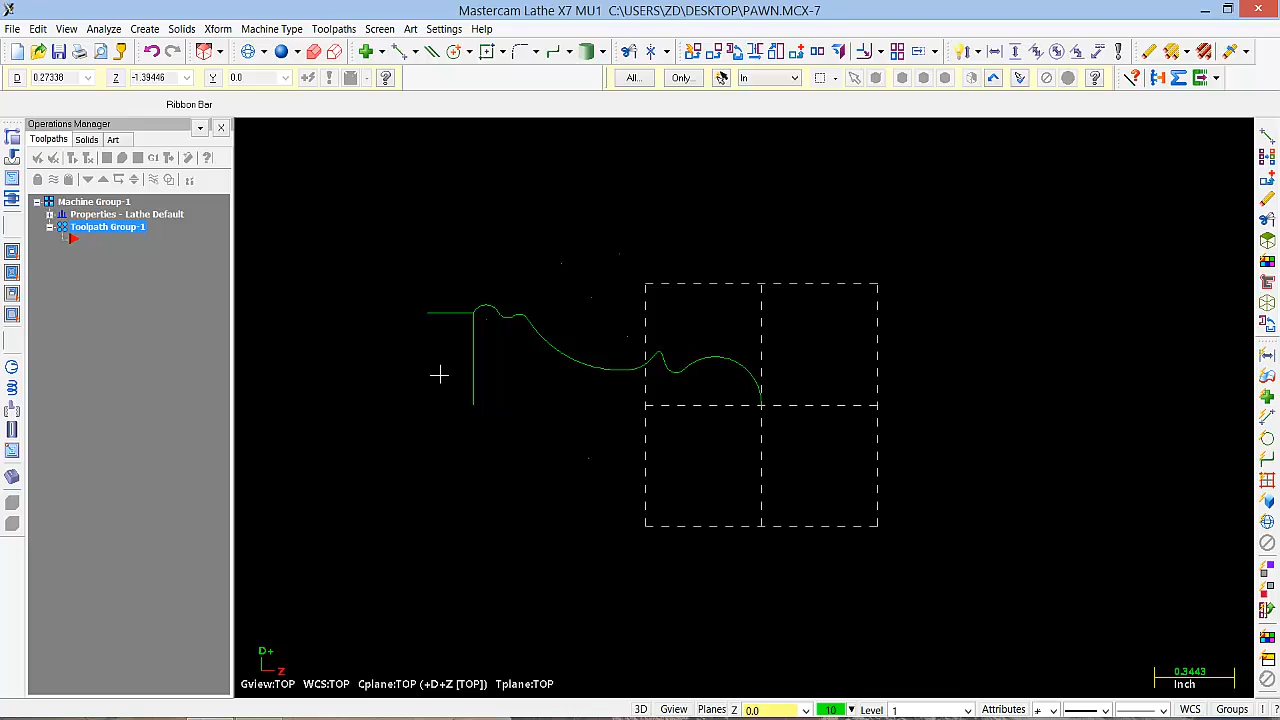 Mastercam Lathe X7 MU1 C:\USERS\ZD\DESKTOP\PAWN.MCX-7
File Edit View Analyze Create Solids Xform Machine Type Toolpaths Screen Art Settings Help
D 0.27338 Z -1.39446 Y 0.0 All... Only... In
Ribbon Bar
Operations Manager
Toolpaths Solids Art
G1
Machine Group-1
Properties - Lathe Default
Toolpath Group-1
D+
Z
Gview:TOP WCS:TOP Cplane:TOP (+D+Z [TOP]) Tplane:TOP
0.3443
Inch
3D Gview Planes Z 0.0 10 Level 1 Attributes WCS Groups